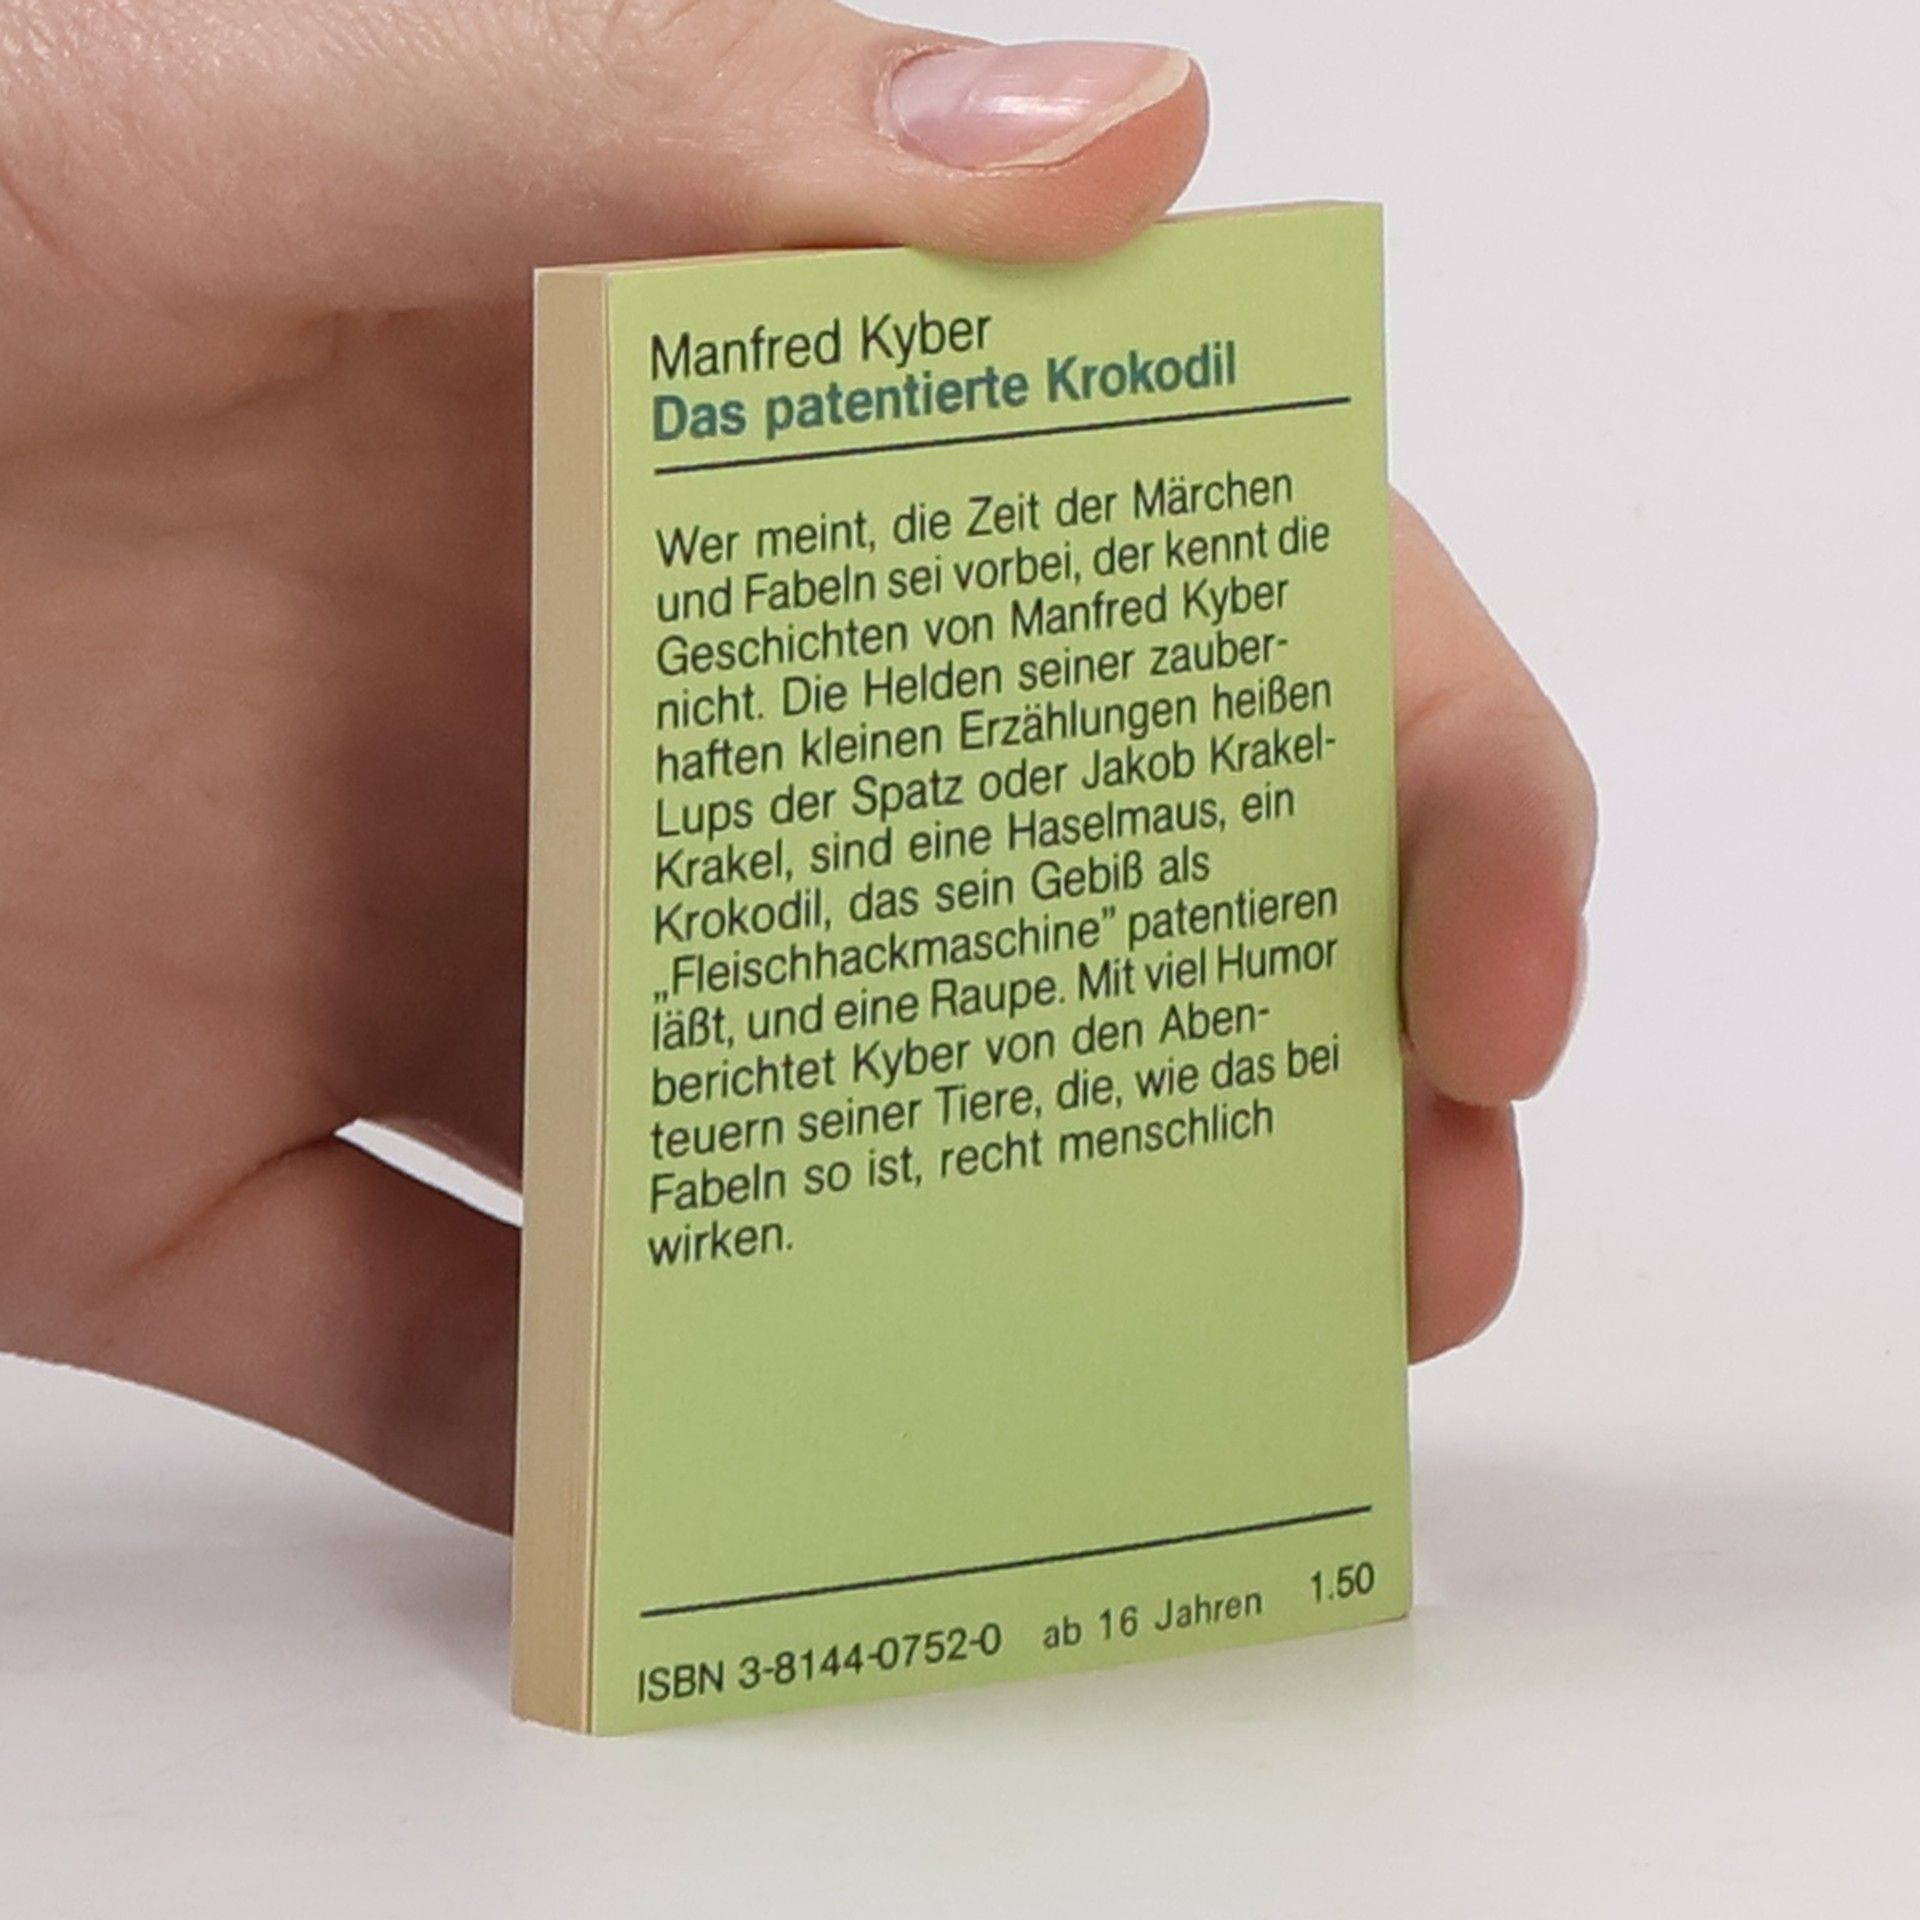 Manfred Kyber
Das patentierte Krokodil
Wer meint, die Zeit der Märchen
und Fabeln sei vorbei, der kennt die
Geschichten von Manfred Kyber
nicht. Die Helden seiner zauber-
haften kleinen Erzählungen heißen
Lups der Spatz oder Jakob Krakel-
Krakel, sind eine Haselmaus, ein
Krokodil, das sein Gebiß als
„Fleischhackmaschine” patentieren
läßt, und eine Raupe. Mit viel Humor
berichtet Kyber von den Aben-
teuern seiner Tiere, die, wie das bei
Fabeln so ist, recht menschlich
wirken.
ISBN 3-8144-0752-0 ab 16 Jahren 1.50